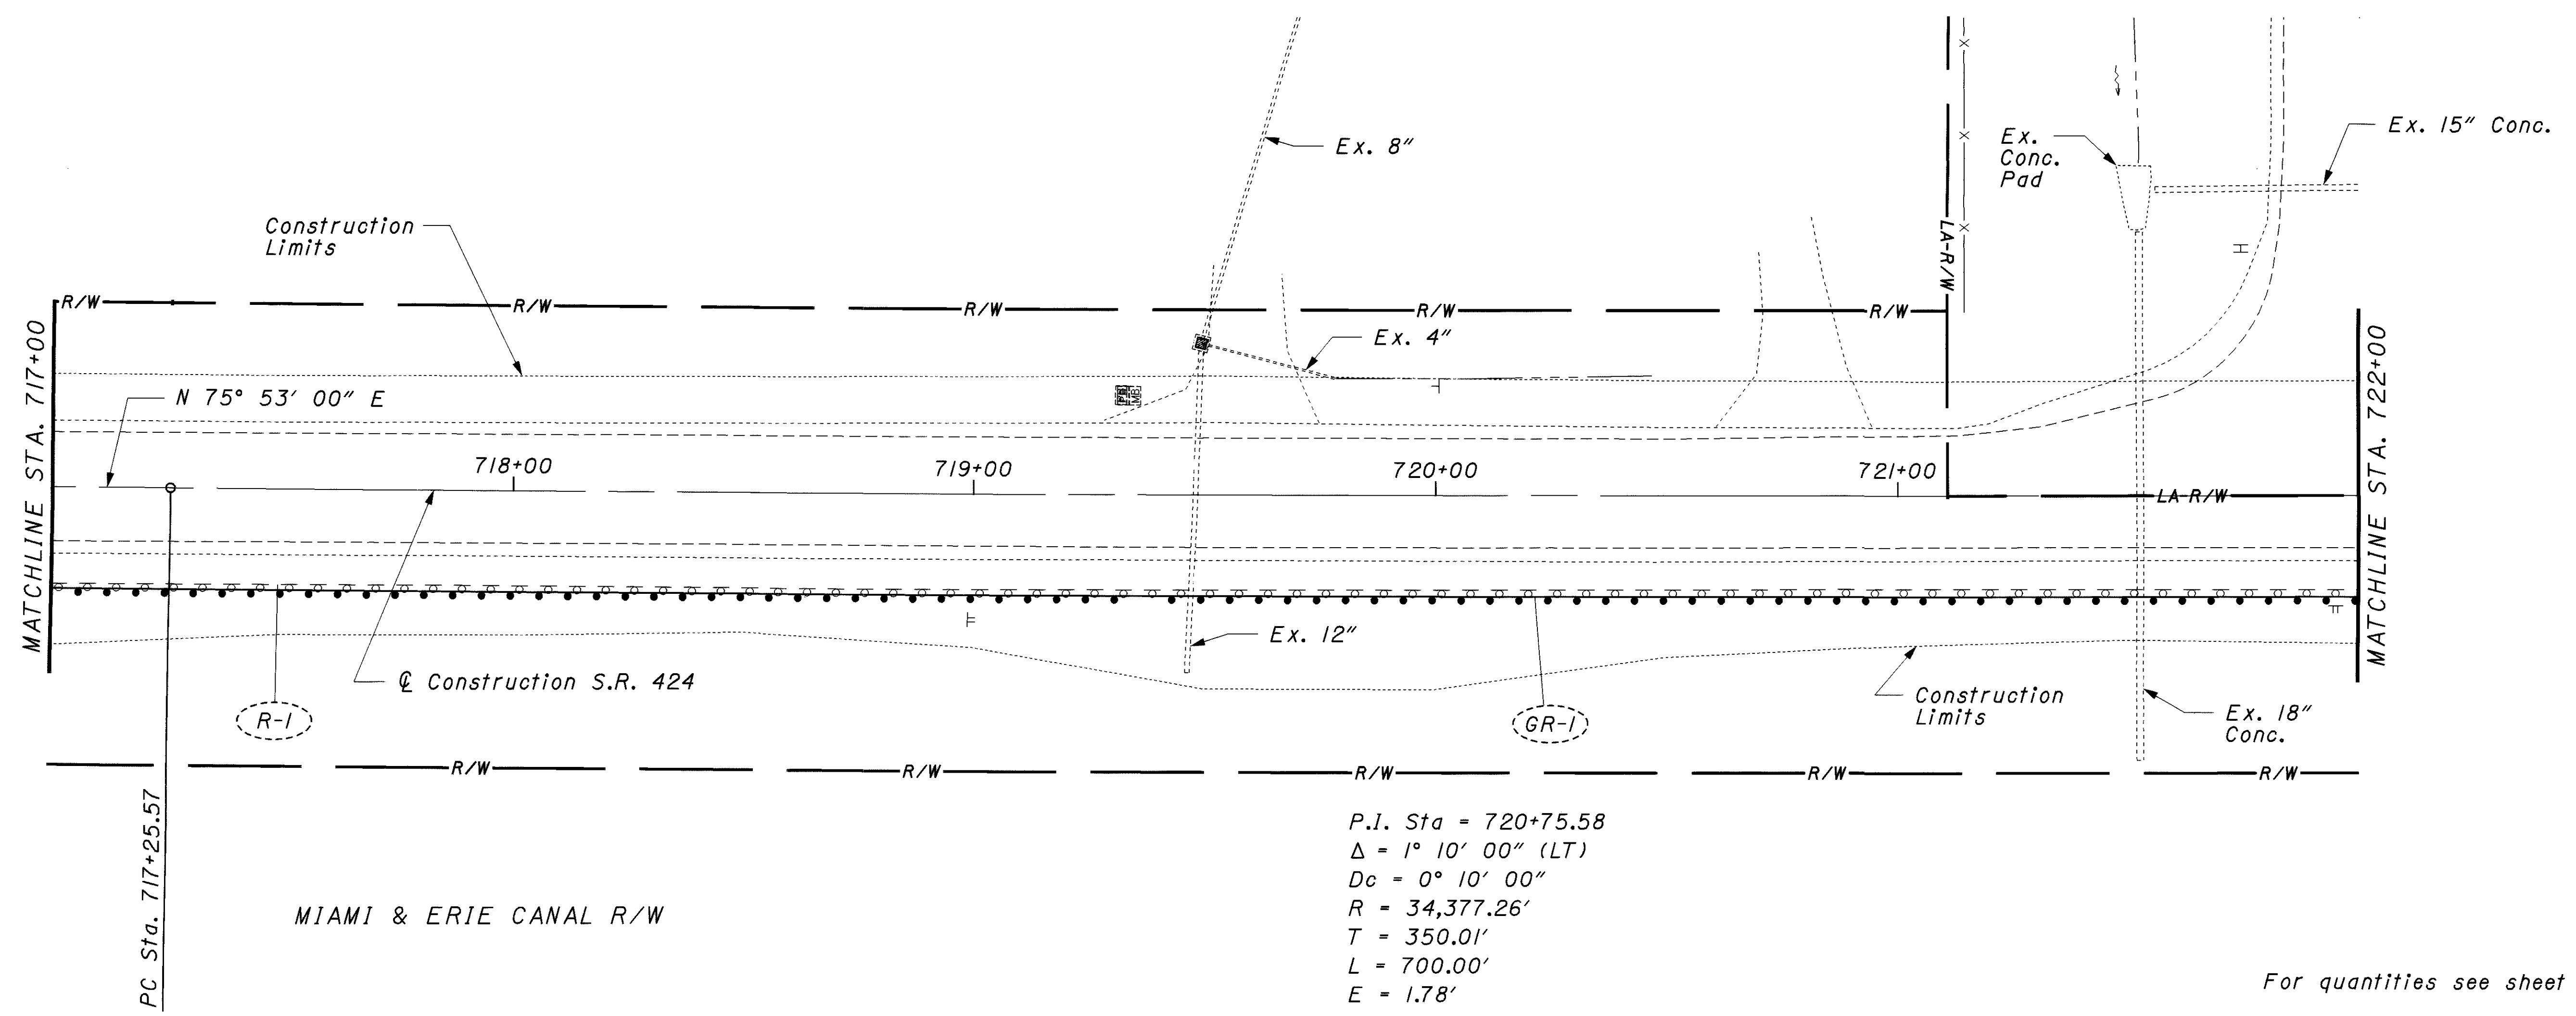 Ex. 8"
Ex. 15" Conc.
Ex.
Conc.
Pad
Construction
Limits
LA-R/W
R/W
R/W
R/W
R/W
R/W
Ex. 4"
MATCHLINE STA. 717+00
MATCHLINE STA. 722+00
N 75° 53' 00" E
MB
718+00
719+00
720+00
721+00
LA-R/W
Ex. 12"
℄ Construction S.R. 424
R-1
GR-1
Construction
Limits
Ex. 18"
Conc.
R/W
R/W
R/W
R/W
R/W
PC Sta. 717+25.57
MIAMI & ERIE CANAL R/W
P.I. Sta = 720+75.58
Δ = 1° 10' 00" (LT)
Dc = 0° 10' 00"
R = 34,377.26'
T = 350.01'
L = 700.00'
E = 1.78'
For quantities see sheet